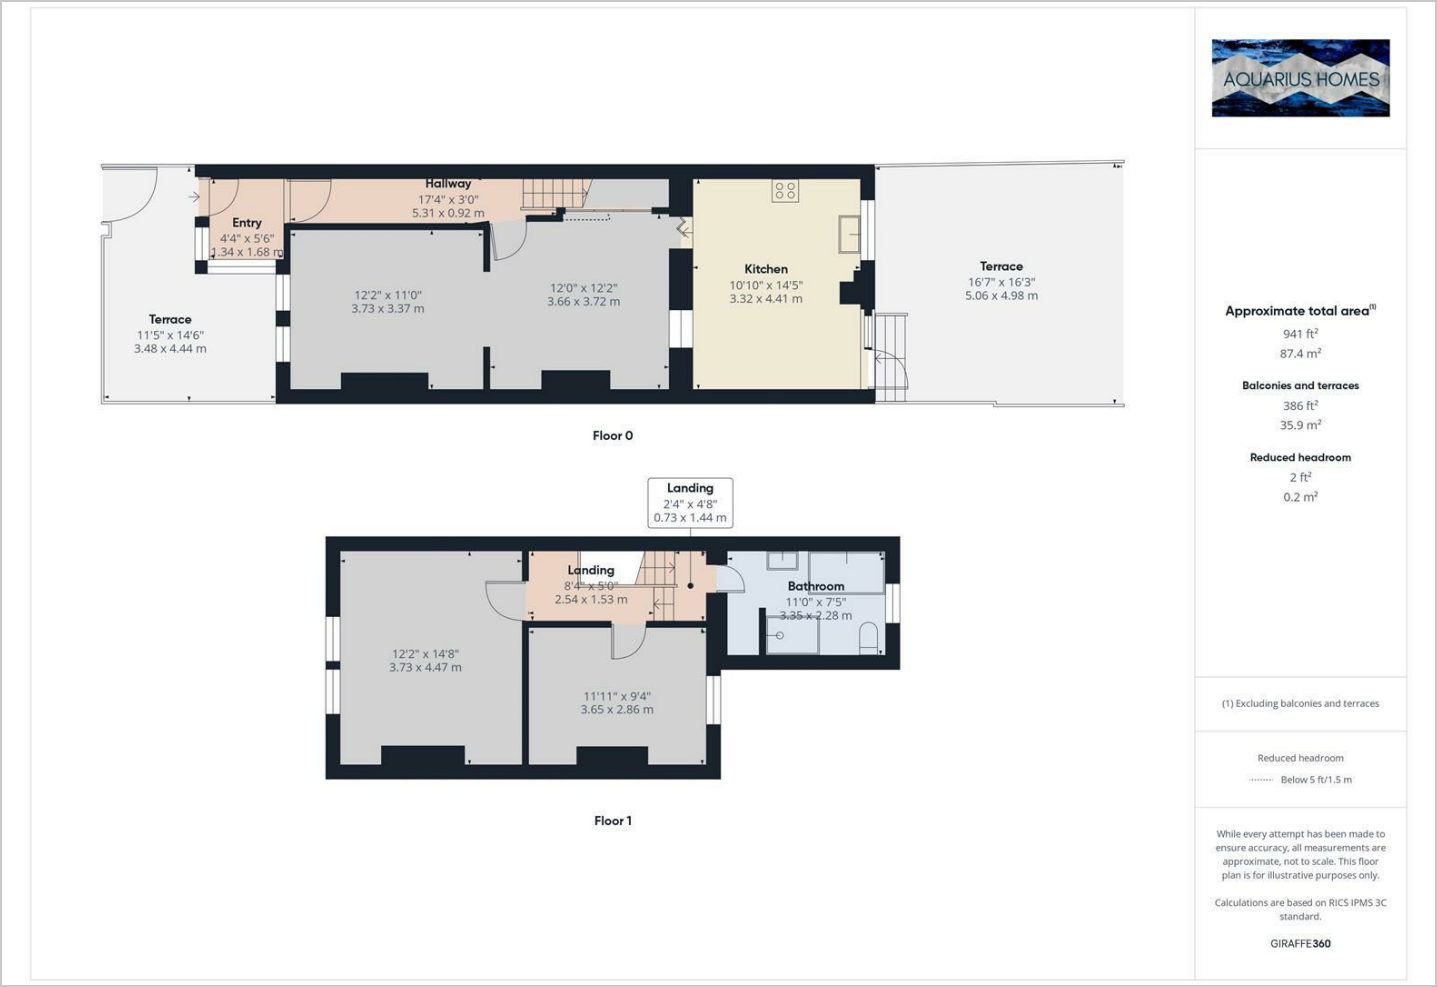 AQUARIUS HOMES
Hallway
17'4" x 3'0"
5.31 x 0.92 m
Entry
4'4" x 5'6"
1.34 x 1.68 m
Terrace
11'5" x 14'6"
3.48 x 4.44 m
12'2" x 11'0"
3.73 x 3.37 m
12'0" x 12'2"
3.66 x 3.72 m
Kitchen
10'10" x 14'5"
3.32 x 4.41 m
Terrace
16'7" x 16'3"
5.06 x 4.98 m
Floor 0
Landing
2'4" x 4'8"
0.73 x 1.44 m
Landing
8'4" x 5'0"
2.54 x 1.53 m
Bathroom
11'0" x 7'5"
3.35 x 2.28 m
12'2" x 14'8"
3.73 x 4.47 m
11'11" x 9'4"
3.65 x 2.86 m
Floor 1
Approximate total area(1)
941 ft²
87.4 m²
Balconies and terraces
386 ft²
35.9 m²
Reduced headroom
2 ft²
0.2 m²
(1) Excluding balconies and terraces
Reduced headroom
Below 5 ft/1.5 m
While every attempt has been made to
ensure accuracy, all measurements are
approximate, not to scale. This floor
plan is for illustrative purposes only.
Calculations are based on RICS IPMS 3C
standard.
GIRAFFE360